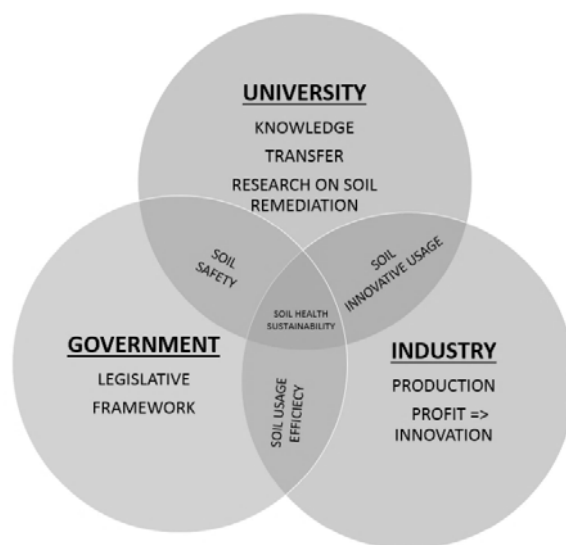 UNIVERSITY
KNOWLEDGE
TRANSFER
RESEARCH ON SOIL
REMEDIATION
SOIL
SAFETY
SOIL
INNOVATIVE USAGE
SOIL HEALTH
SUSTAINABILITY
GOVERNMENT
LEGISLATIVE
FRAMEWORK
SOIL USAGE
EFFICIECY
INDUSTRY
PRODUCTION
PROFIT =>
INNOVATION